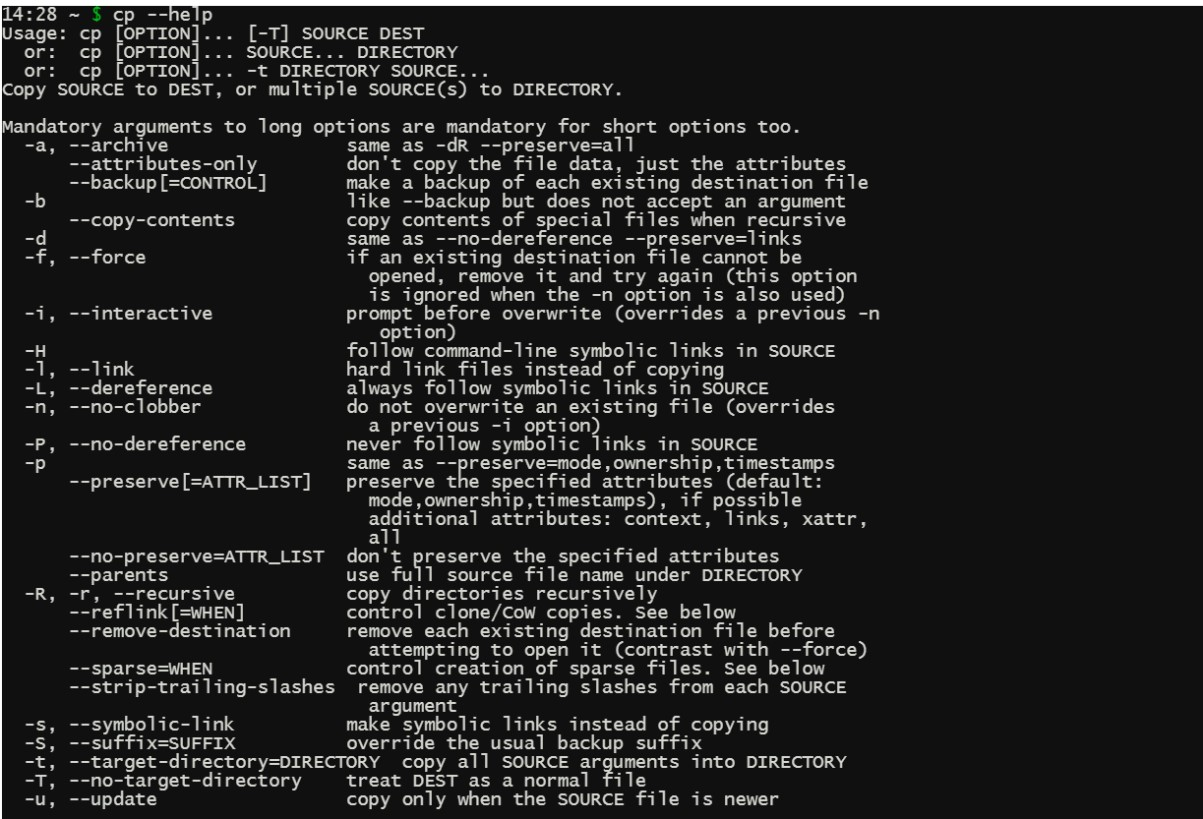 14:28 ~ $ cp --help
Usage: cp [OPTION]... [-T] SOURCE DEST
  or:  cp [OPTION]... SOURCE... DIRECTORY
  or:  cp [OPTION]... -t DIRECTORY SOURCE...
Copy SOURCE to DEST, or multiple SOURCE(s) to DIRECTORY.

Mandatory arguments to long options are mandatory for short options too.
  -a, --archive                same as -dR --preserve=all
      --attributes-only        don't copy the file data, just the attributes
      --backup[=CONTROL]       make a backup of each existing destination file
  -b                           like --backup but does not accept an argument
      --copy-contents          copy contents of special files when recursive
  -d                           same as --no-dereference --preserve=links
  -f, --force                  if an existing destination file cannot be
                                 opened, remove it and try again (this option
                                 is ignored when the -n option is also used)
  -i, --interactive            prompt before overwrite (overrides a previous -n
                                  option)
  -H                           follow command-line symbolic links in SOURCE
  -l, --link                   hard link files instead of copying
  -L, --dereference            always follow symbolic links in SOURCE
  -n, --no-clobber             do not overwrite an existing file (overrides
                                 a previous -i option)
  -P, --no-dereference         never follow symbolic links in SOURCE
  -p                           same as --preserve=mode,ownership,timestamps
      --preserve[=ATTR_LIST]   preserve the specified attributes (default:
                                 mode,ownership,timestamps), if possible
                                 additional attributes: context, links, xattr,
                                 all
      --no-preserve=ATTR_LIST  don't preserve the specified attributes
      --parents                use full source file name under DIRECTORY
  -R, -r, --recursive          copy directories recursively
      --reflink[=WHEN]         control clone/CoW copies. See below
      --remove-destination     remove each existing destination file before
                                 attempting to open it (contrast with --force)
      --sparse=WHEN            control creation of sparse files. See below
      --strip-trailing-slashes  remove any trailing slashes from each SOURCE
                                 argument
  -s, --symbolic-link          make symbolic links instead of copying
  -S, --suffix=SUFFIX          override the usual backup suffix
  -t, --target-directory=DIRECTORY  copy all SOURCE arguments into DIRECTORY
  -T, --no-target-directory    treat DEST as a normal file
  -u, --update                 copy only when the SOURCE file is newer